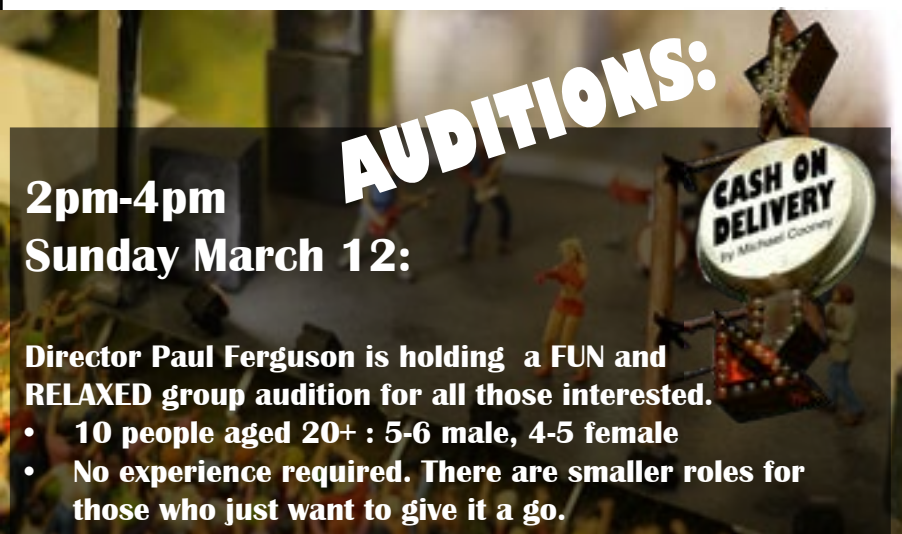 AUDITIONS:
CASH ON
DELIVERY
by Michael Cooney
2pm-4pm
Sunday March 12:
Director Paul Ferguson is holding  a FUN and
RELAXED group audition for all those interested.
• 10 people aged 20+ : 5-6 male, 4-5 female
• No experience required. There are smaller roles for
those who just want to give it a go.